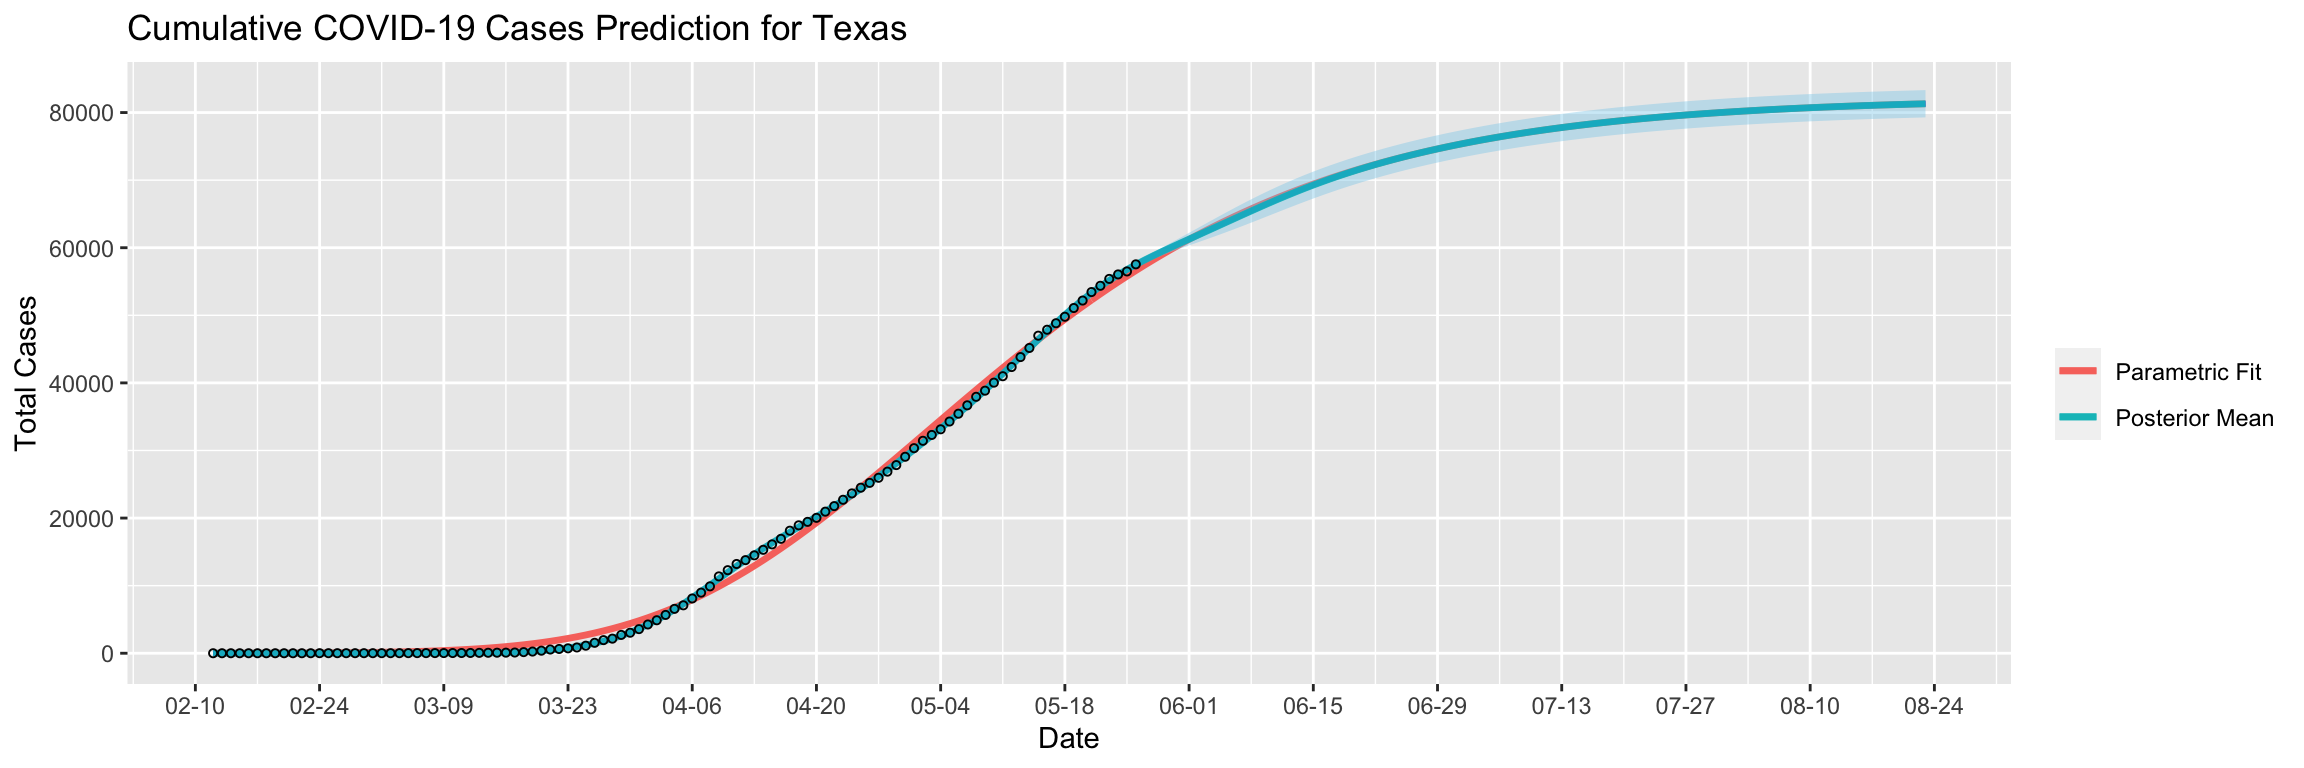 Cumulative COVID-19 Cases Prediction for Texas
80000
60000
40000
20000
0
Total Cases
02-10 02-24 03-09 03-23 04-06 04-20 05-04 05-18 06-01 06-15 06-29 07-13 07-27 08-10 08-24
Date
Parametric Fit
Posterior Mean